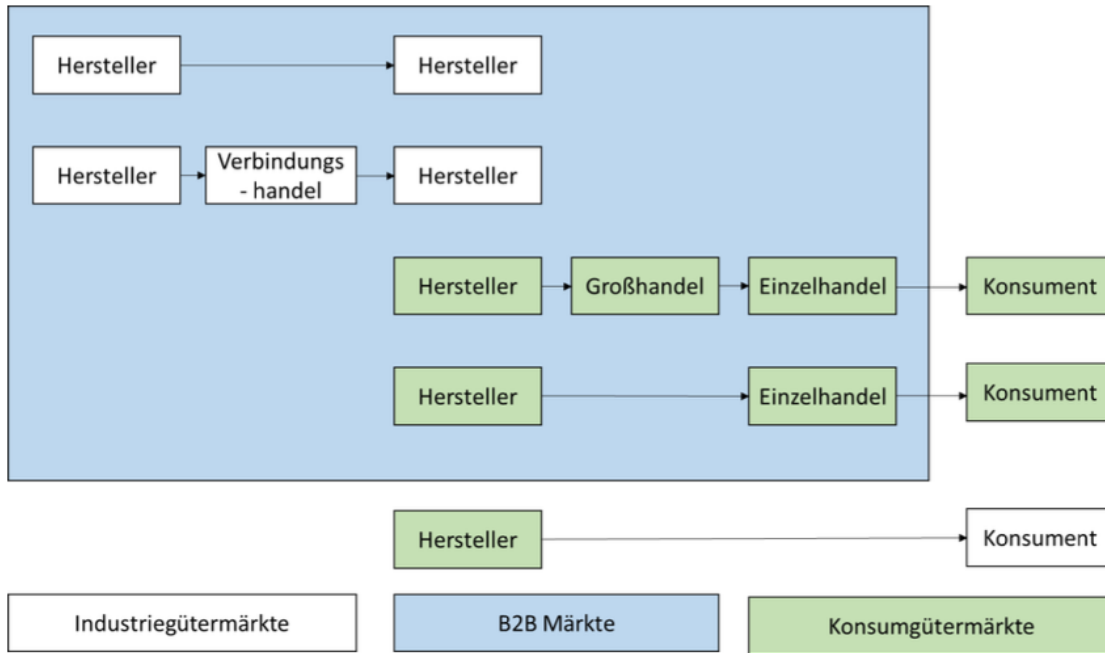 Hersteller
Hersteller
Hersteller
Verbindungs
- handel
Hersteller
Hersteller
Großhandel
Einzelhandel
Konsument
Hersteller
Einzelhandel
Konsument
Hersteller
Konsument
Industriegütermärkte
B2B Märkte
Konsumgütermärkte